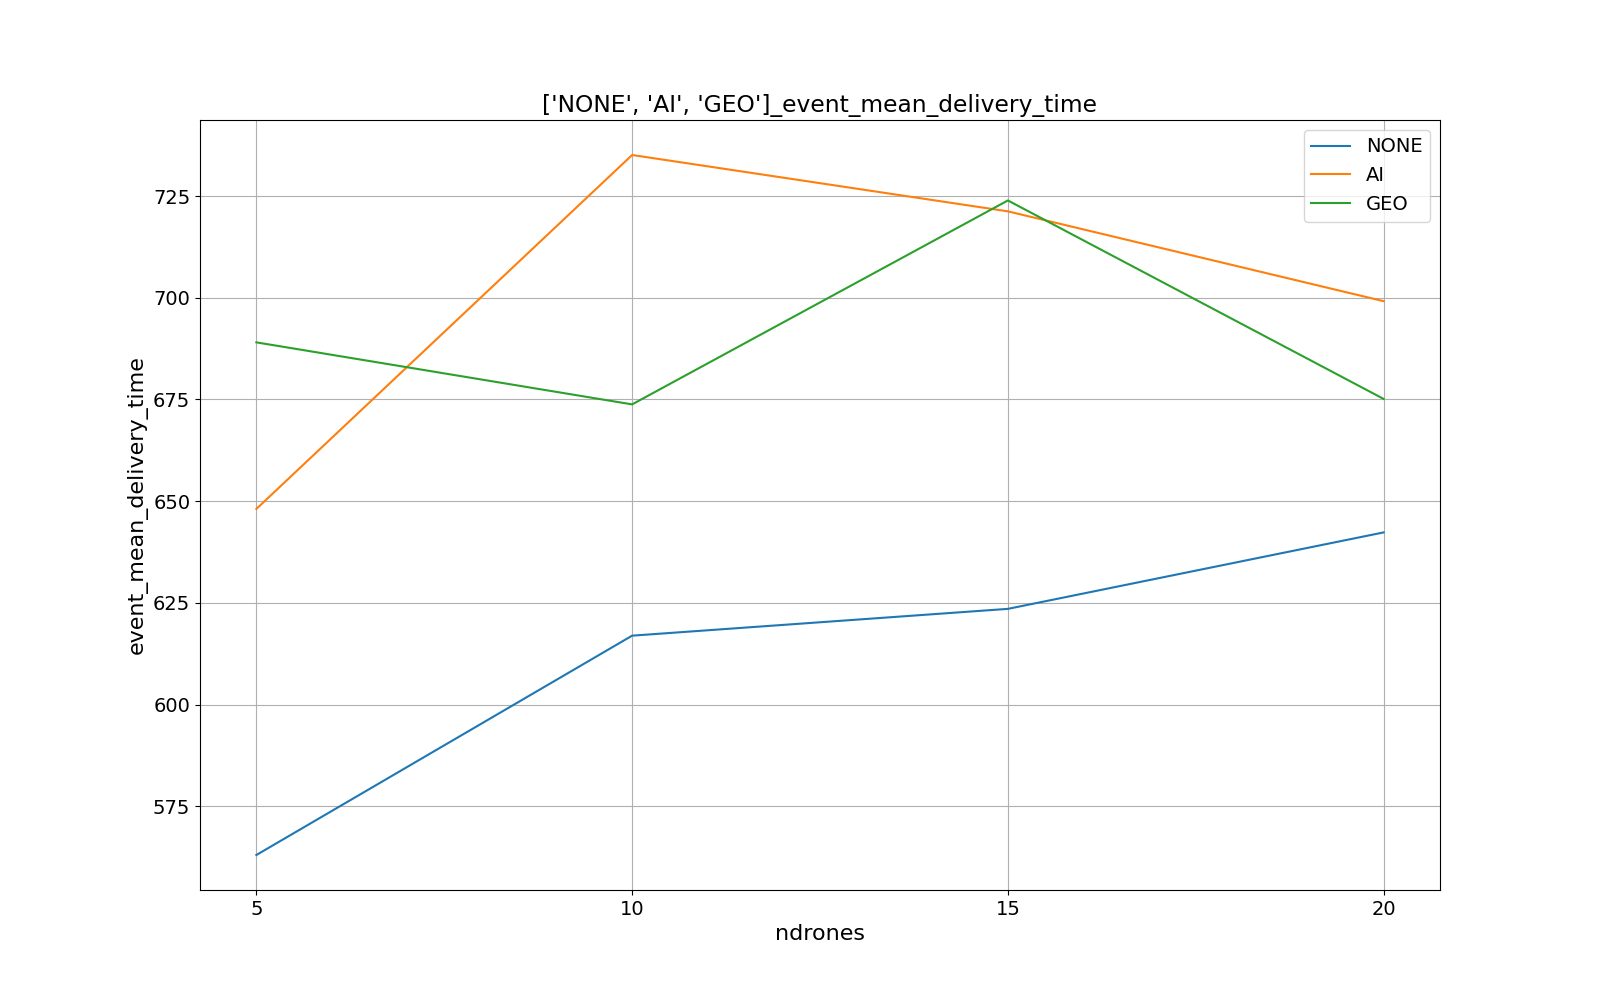 ['NONE', 'AI', 'GEO']_event_mean_delivery_time
NONE
AI
GEO
725
700
675
650
625
600
575
event_mean_delivery_time
5
10
15
20
ndrones